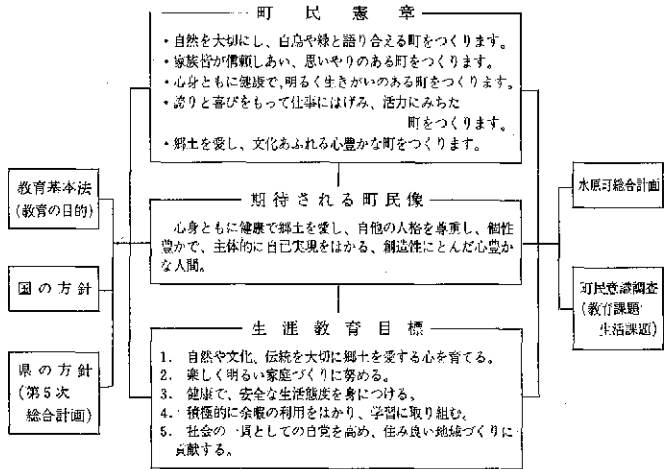 町民憲章
・自然を大切にし、白鳥や緑と語り合える町をつくります。
・家族皆が信頼しあい、思いやりのある町をつくります。
・心身ともに健康で、明るく生きがいのある町をつくります。
・誇りと喜びをもって仕事にはげみ、活力にみちた
町をつくります。
・郷土を愛し、文化あふれる心豊かな町をつくります。
教育基本法
(教育の目的)
国の方針
県の方針
(第5次
総合計画)
期待される町民像
心身ともに健康で郷土を愛し、自他の人格を尊重し、個性
豊かで、主体的に自己実現をはかる、創造性にとんだ心豊か
な人間。
生涯教育目標
1. 自然や文化、伝統を大切に郷土を愛する心を育てる。
2. 楽しく明るい家庭づくりに努める。
3. 健康で、安全な生活態度を身につける。
4. 積極的に余暇の利用をはかり、学習に取り組む。
5. 社会の一員としての自覚を高め、住み良い地域づくりに
貢献する。
水原町総合計画
町民意識調査
(教育課題
生活課題)